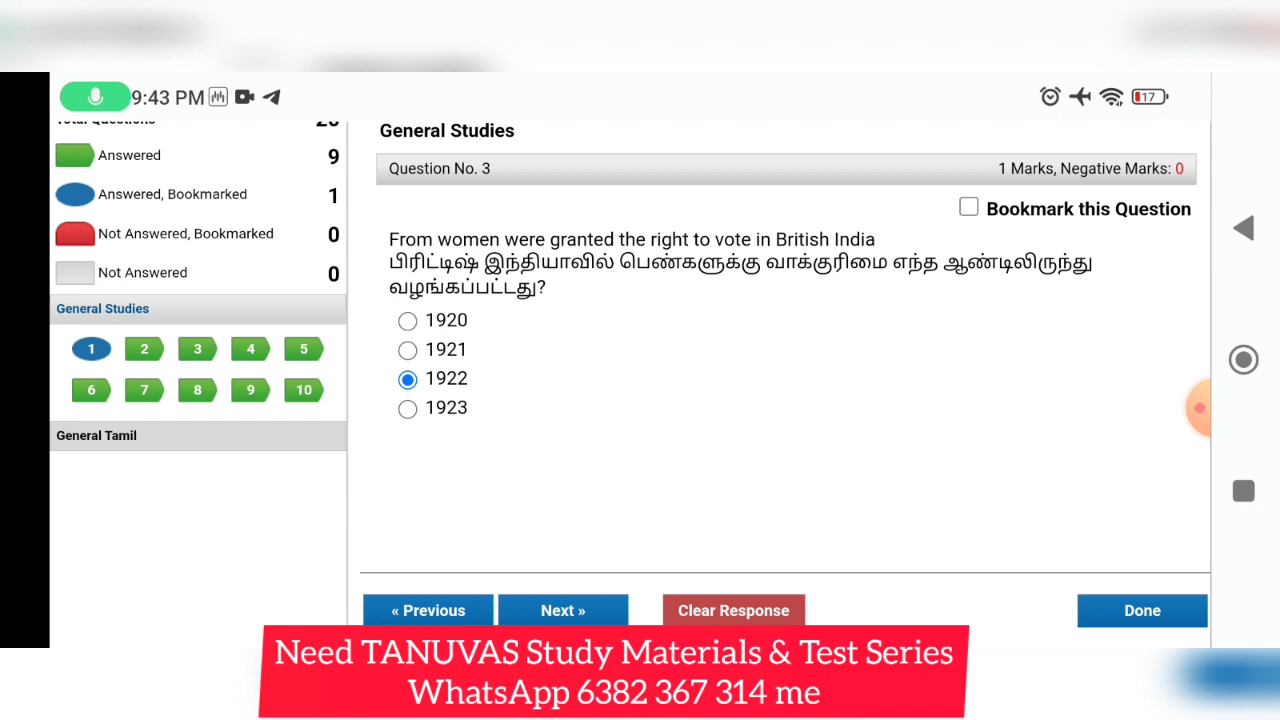 9:43 PM
17
Answered 9
Answered, Bookmarked 1
Not Answered, Bookmarked 0
Not Answered 0
General Studies
1 2 3 4 5
6 7 8 9 10
General Tamil
General Studies
Question No. 3 1 Marks, Negative Marks: 0
Bookmark this Question
From women were granted the right to vote in British India
பிரிட்டிஷ் இந்தியாவில் பெண்களுக்கு வாக்குரிமை எந்த ஆண்டிலிருந்து
வழங்கப்பட்டது?
1920
1921
1922
1923
« Previous Next » Clear Response Done
Need TANUVAS Study Materials & Test Series
WhatsApp 6382 367 314 me